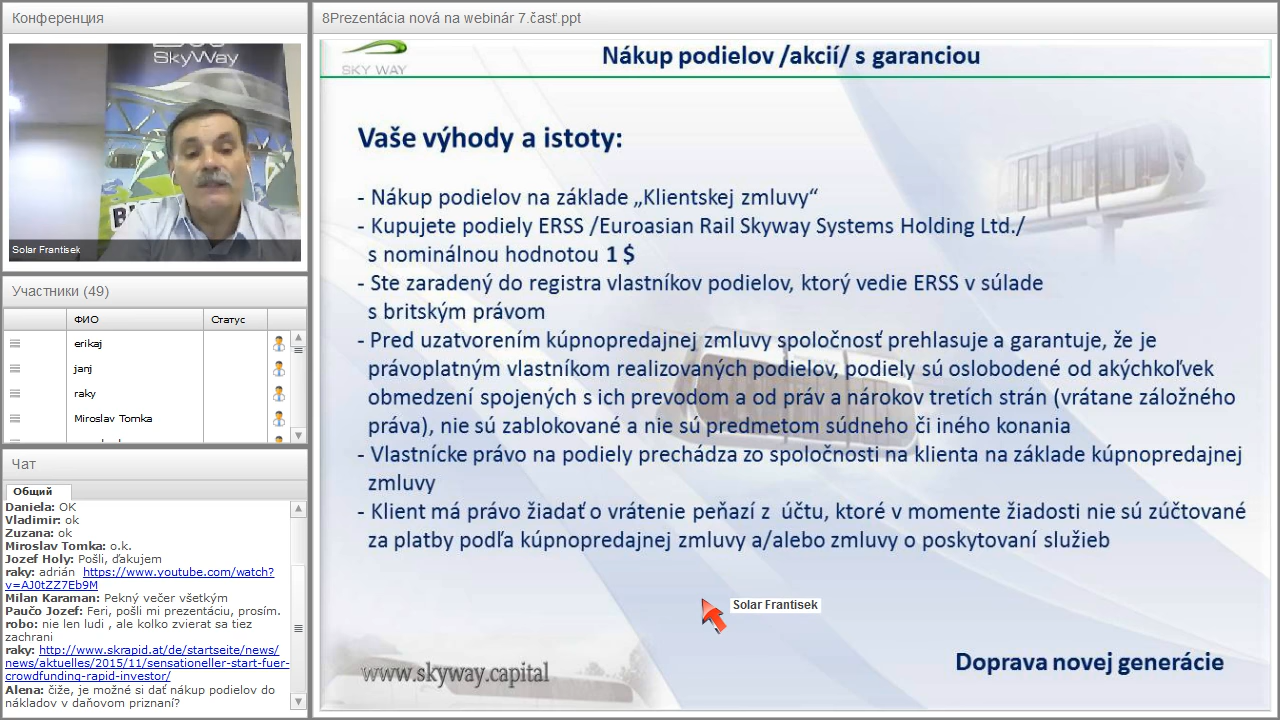 Конференция
SkyWay
Solar Frantisek
Участники (49)
ФИО
Статус
erikaj
janj
raky
Miroslav Tomka
Чат
Общий
Daniela: OK
Vladimir: ok
Zuzana: ok
Miroslav Tomka: o.k.
Jozef Holy: Pošli, ďakujem
raky: adrián https://www.youtube.com/watch?
v=AJ0tZZ7Eb9M
Milan Karaman: Pekný večer všetkým
Paučo Jozef: Feri, pošli mi prezentáciu, prosím.
robo: nie len ludi , ale kolko zvierat sa tiez
zachrani
raky: http://www.skrapid.at/de/startseite/news/
news/aktuelles/2015/11/sensationeller-start-fuer-
crowdfunding-rapid-investor/
Alena: čiže, je možné si dať nákup podielov do
nákladov v daňovom priznaní?
8Prezentácia nová na webinár 7.časť.ppt
SKY WAY
Nákup podielov /akcií/ s garanciou
Vaše výhody a istoty:
- Nákup podielov na základe „Klientskej zmluvy“
- Kupujete podiely ERSS /Euroasian Rail Skyway Systems Holding Ltd./
s nominálnou hodnotou 1 $
- Ste zaradený do registra vlastníkov podielov, ktorý vedie ERSS v súlade
s britským právom
- Pred uzatvorením kúpnopredajnej zmluvy spoločnosť prehlasuje a garantuje, že je
právoplatným vlastníkom realizovaných podielov, podiely sú oslobodené od akýchkoľvek
obmedzení spojených s ich prevodom a od práv a nárokov tretích strán (vrátane záložného
práva), nie sú zablokované a nie sú predmetom súdneho či iného konania
- Vlastnícke právo na podiely prechádza zo spoločnosti na klienta na základe kúpnopredajnej
zmluvy
- Klient má právo žiadať o vrátenie peňazí z účtu, ktoré v momente žiadosti nie sú zúčtované
za platby podľa kúpnopredajnej zmluvy a/alebo zmluvy o poskytovaní služieb
Solar Frantisek
www.skyway.capital
Doprava novej generácie